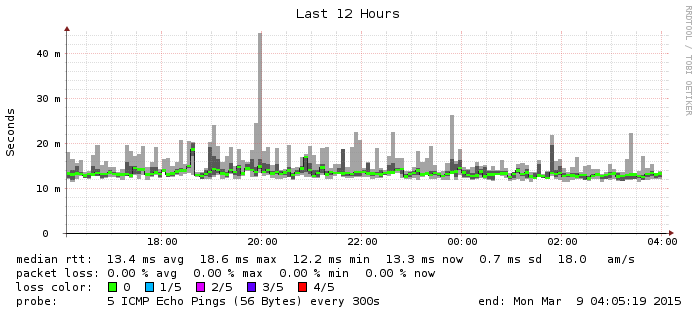 Last 12 Hours
RRDTOOL / TOBI OETIKER
Seconds
40 m
30 m
20 m
10 m
0
18:00 20:00 22:00 00:00 02:00 04:00
median rtt: 13.4 ms avg 18.6 ms max 12.2 ms min 13.3 ms now 0.7 ms sd 18.0 am/s
packet loss: 0.00 % avg 0.00 % max 0.00 % min 0.00 % now
loss color: 0 1/5 2/5 3/5 4/5
probe: 5 ICMP Echo Pings (56 Bytes) every 300s end: Mon Mar 9 04:05:19 2015